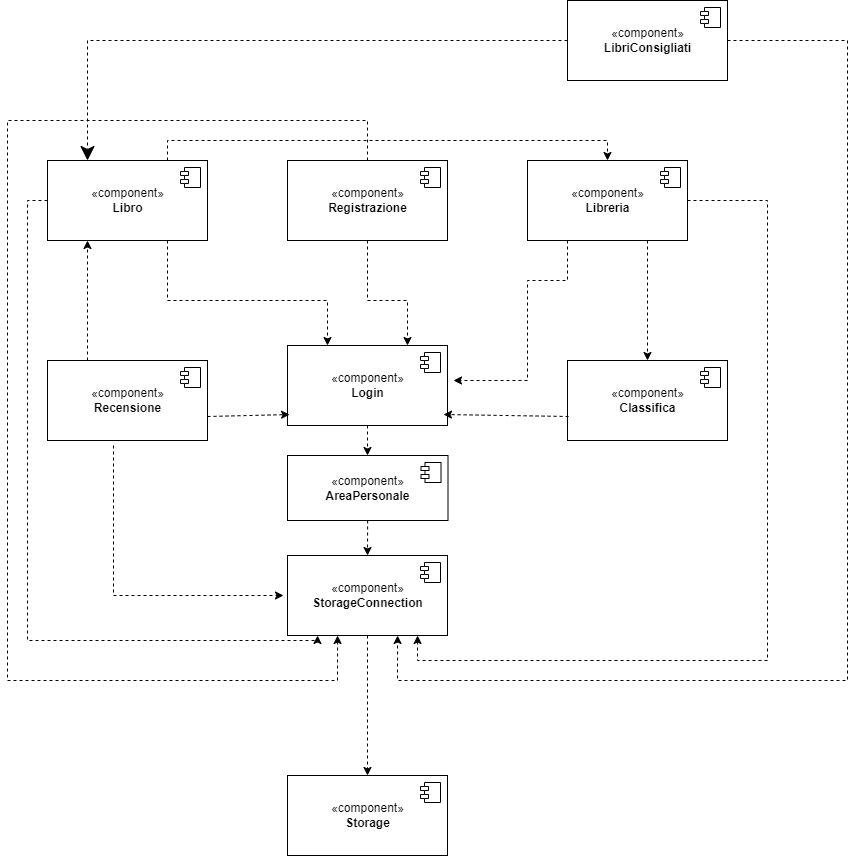 «component»
LibriConsigliati
«component»
Libro
«component»
Registrazione
«component»
Libreria
«component»
Recensione
«component»
Login
«component»
Classifica
«component»
AreaPersonale
«component»
StorageConnection
«component»
Storage